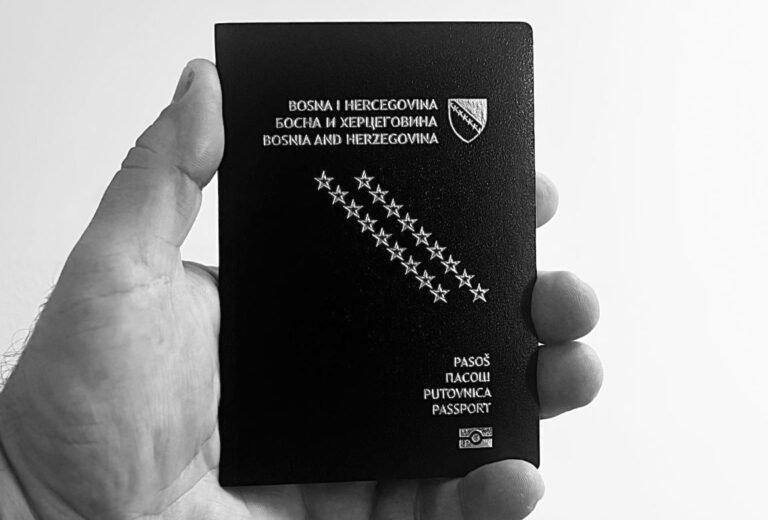 BOSNA I HERCEGOVINA
БОСНА И ХЕРЦЕГОВИНА
BOSNIA AND HERZEGOVINA
PASOŠ
ПАСОШ
PUTOVNICA
PASSPORT